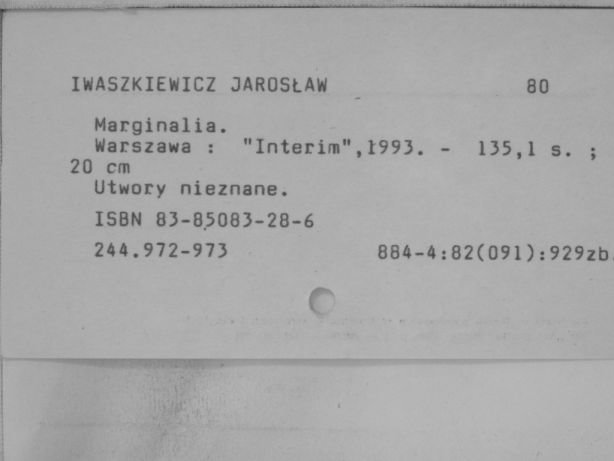 IWASZKIEWICZ JAROSŁAW 80
Marginalia.
Warszawa : "Interim",1993. - 135,1 s. ;
20 cm
Utwory nieznane.
ISBN 83-85083-28-6
244.972-973 884-4:82(091):929zb.